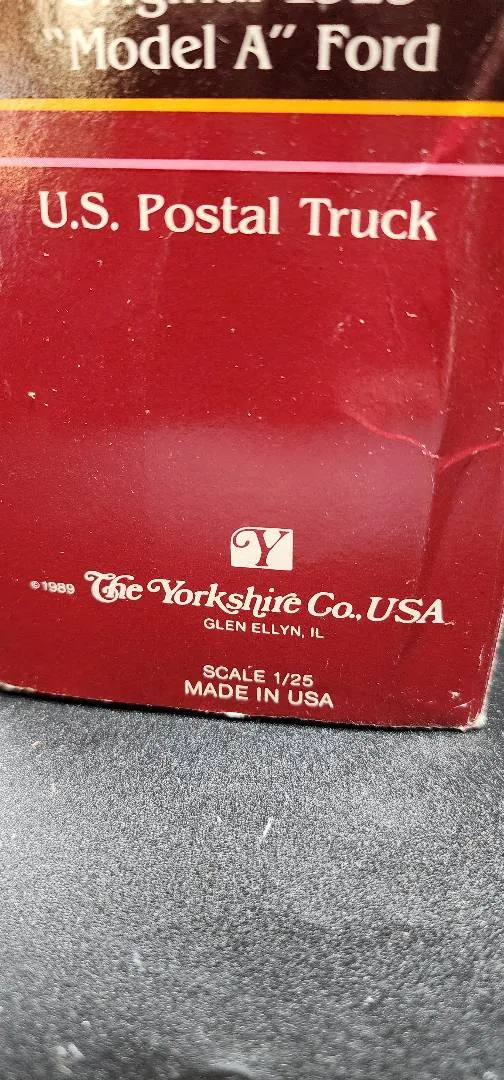 "Model A" Ford
U.S. Postal Truck
Y
©1989 The Yorkshire Co., USA
GLEN ELLYN, IL
SCALE 1/25
MADE IN USA